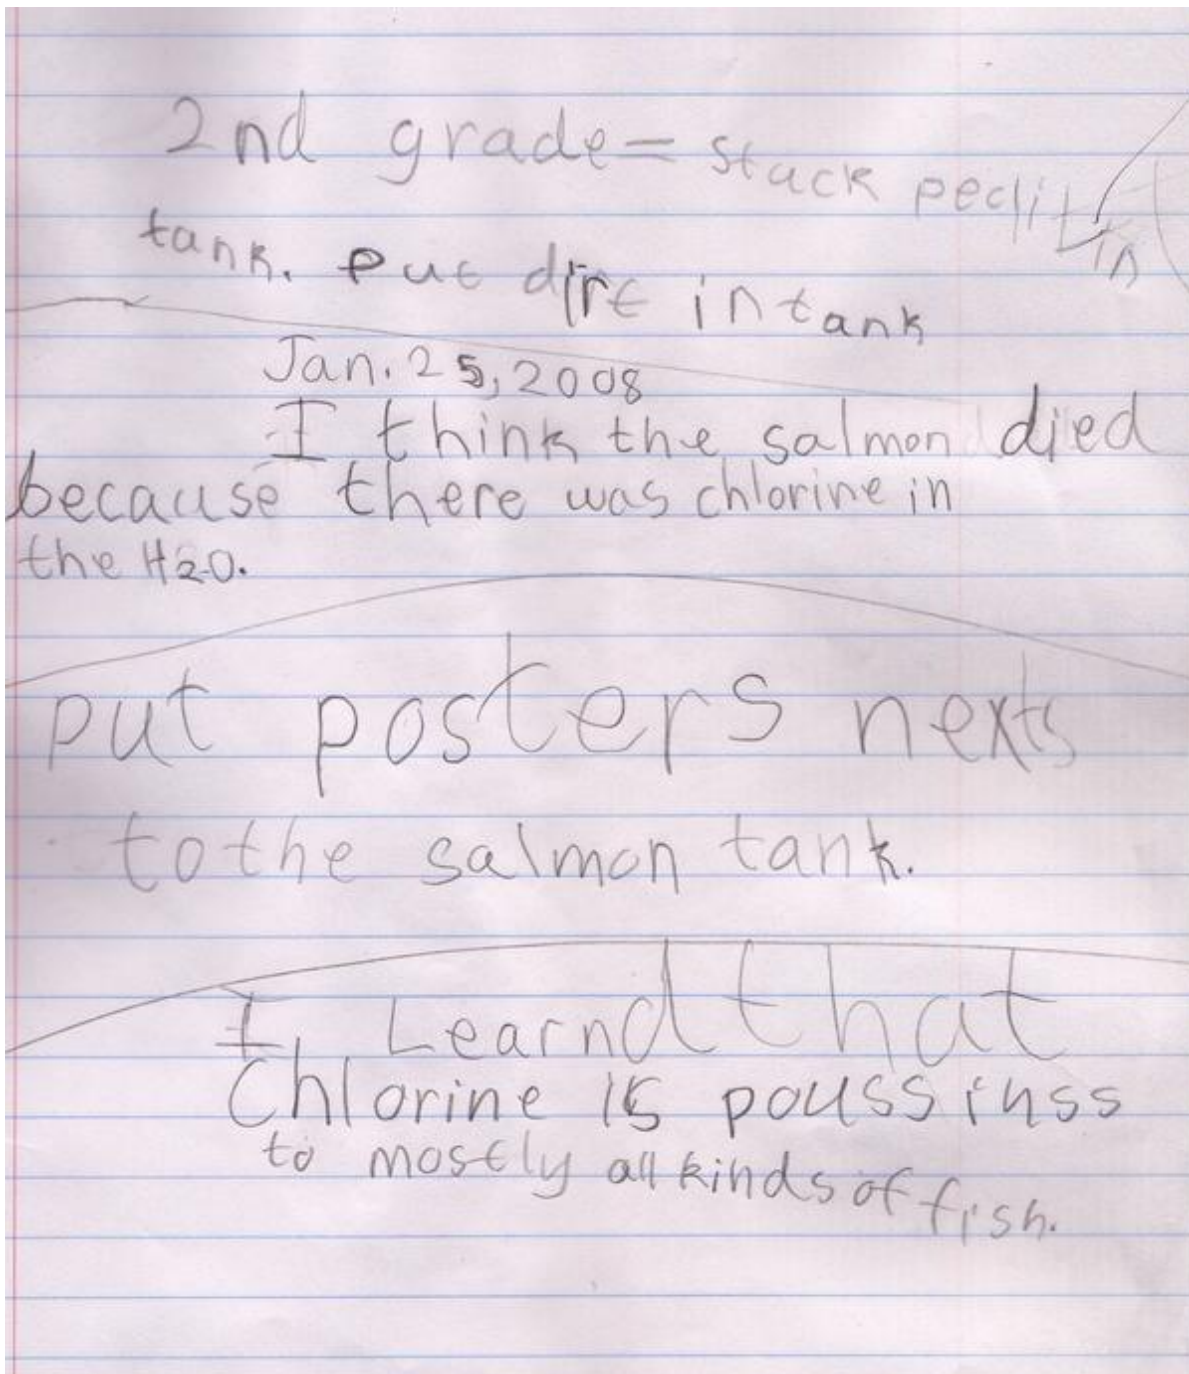 2nd grade = stuck
tank. put dirt in tank
Jan. 25, 2008
I think the salmon died
because there was chlorine in
the H2O.
put posters nexts
to the salmon tank.
I Learnd that
Chlorine is poussinss
to mostly all kinds of fish.